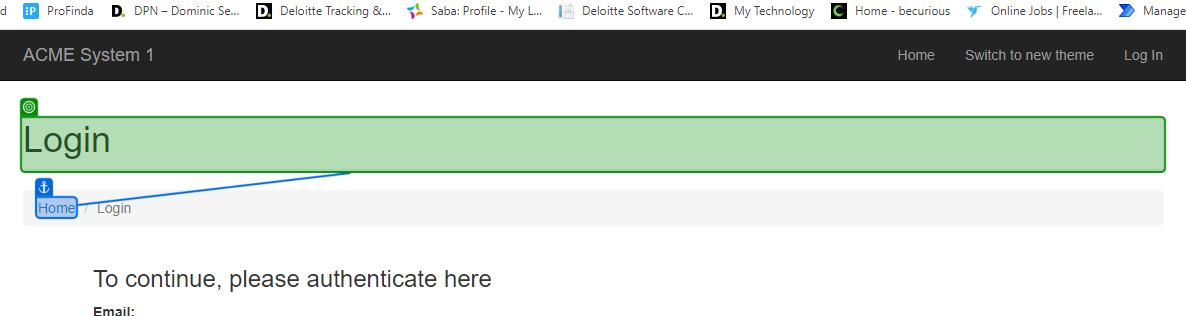 d ProFinda DPN – Dominic Se... Deloitte Tracking &... Saba: Profile - My L... Deloitte Software C... My Technology Home - becurious Online Jobs | Freela... Manage
ACME System 1 Home Switch to new theme Log In
Login
Home / Login
To continue, please authenticate here
Email: